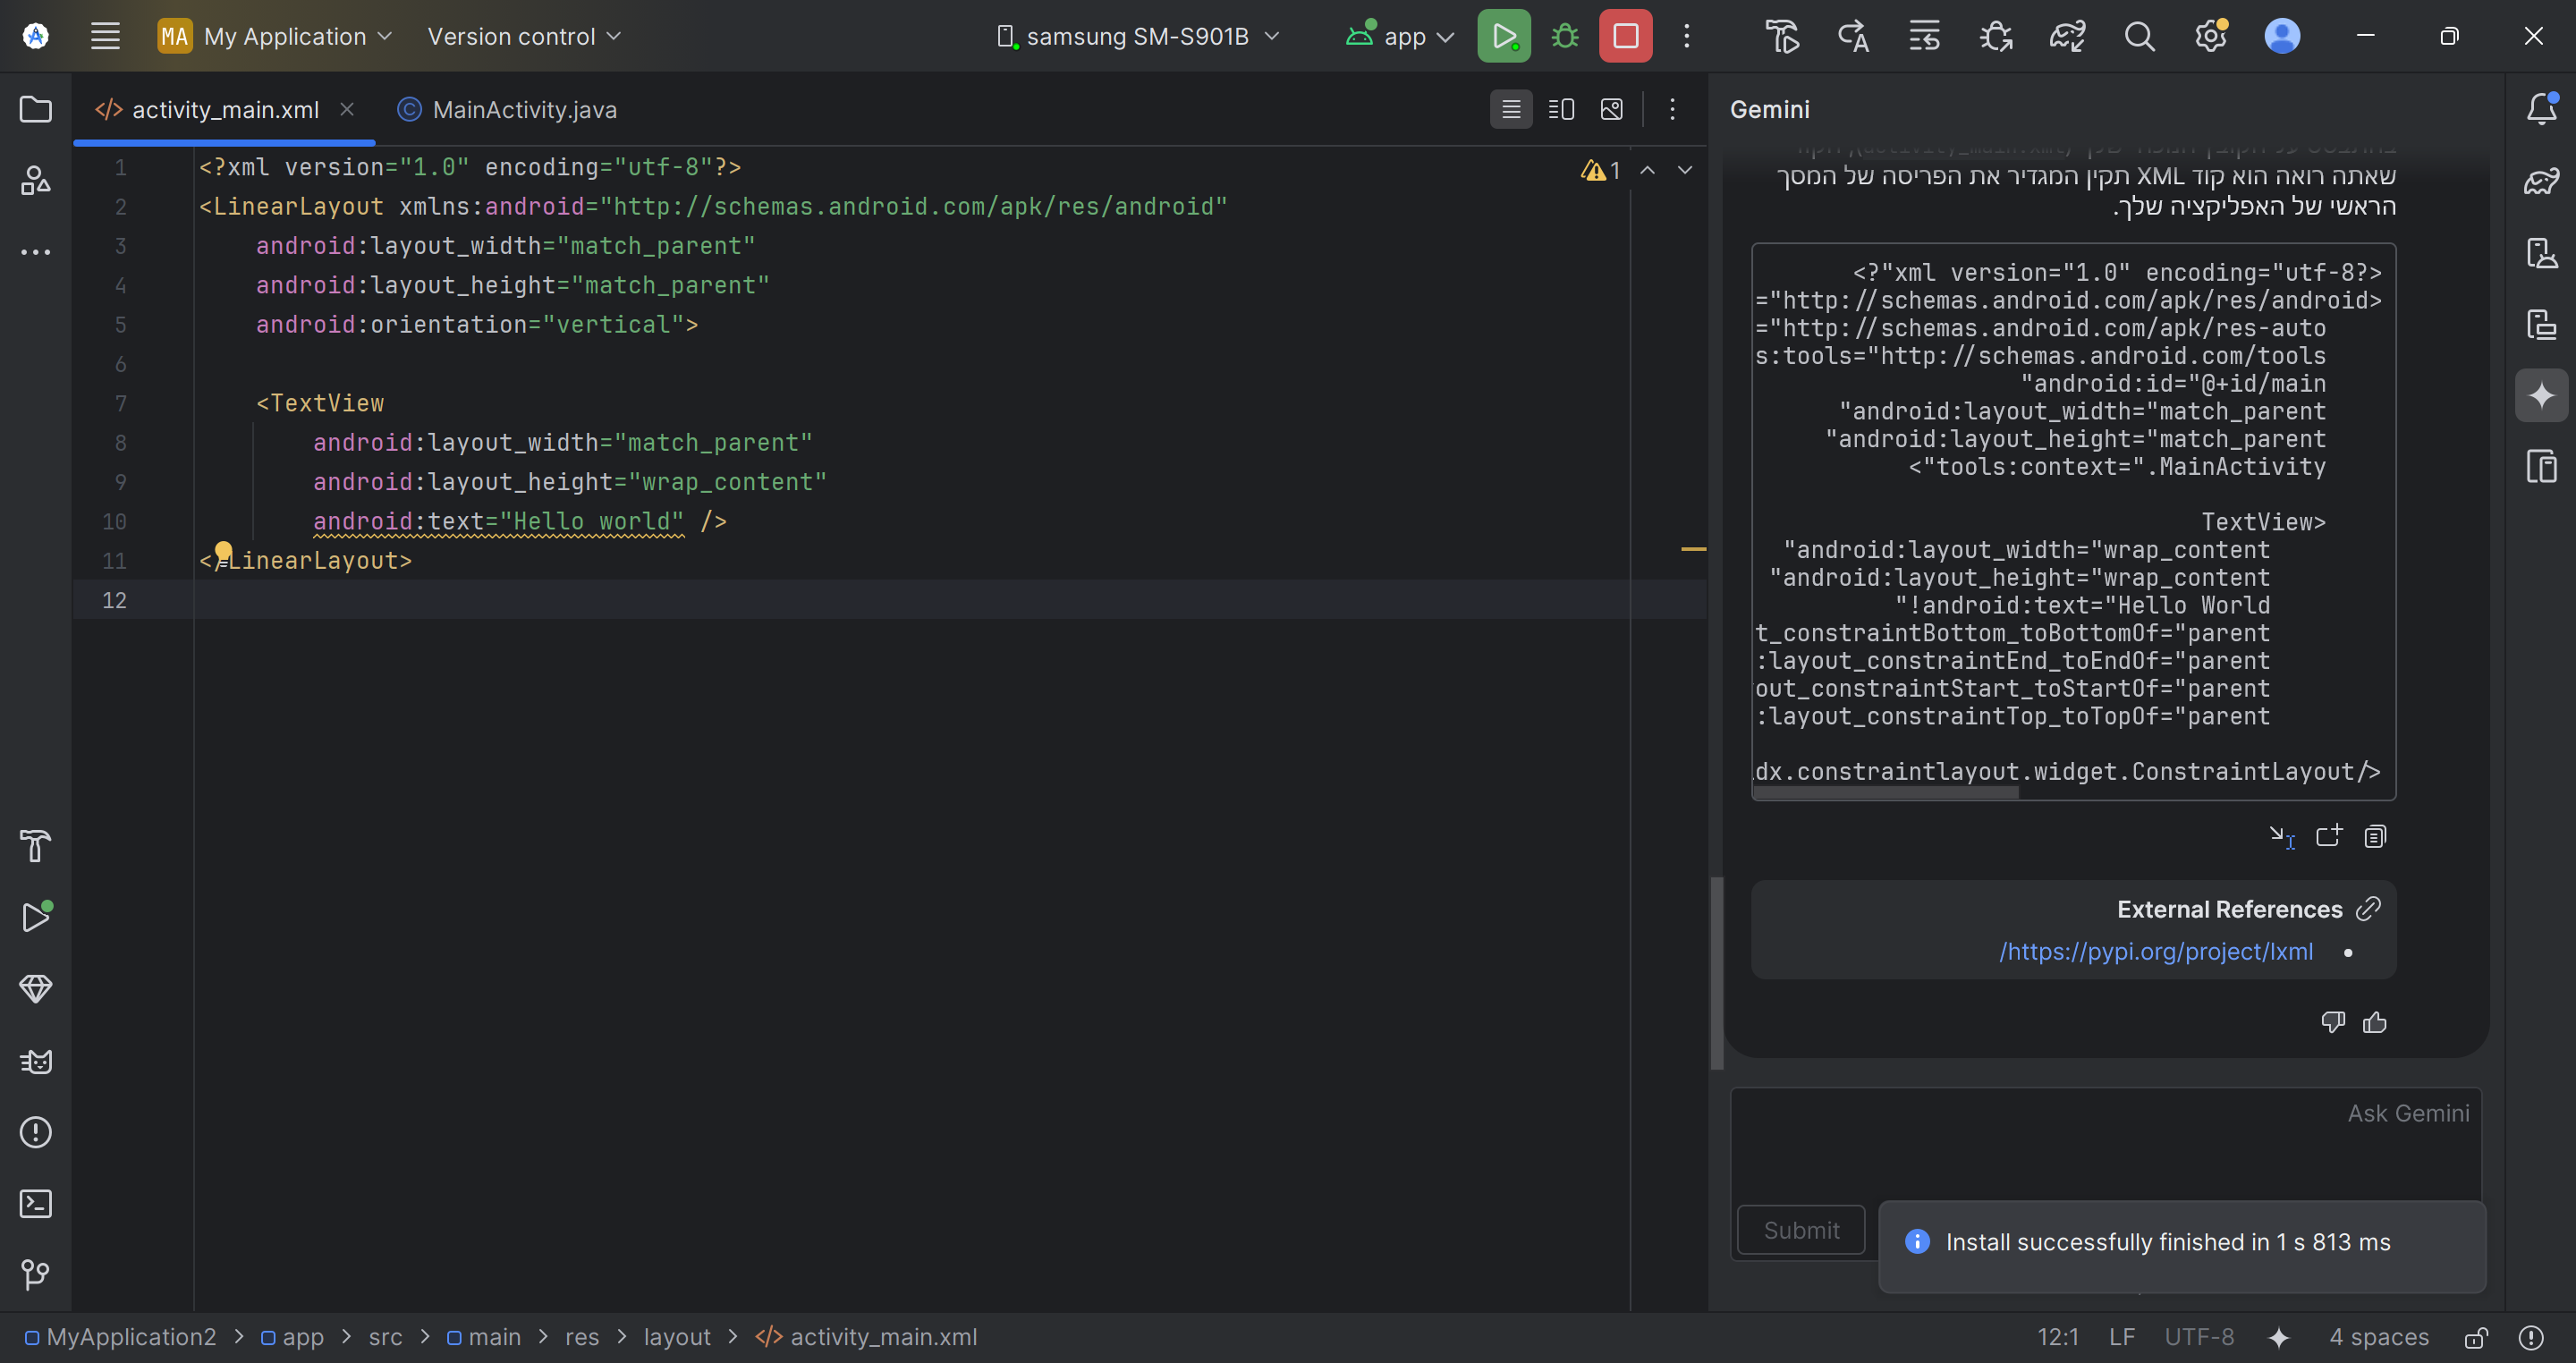 MA My Application
Version control
samsung SM-S901B
app
activity_main.xml
MainActivity.java
1 <?xml version="1.0" encoding="utf-8"?>
2 <LinearLayout xmlns:android="http://schemas.android.com/apk/res/android"
3 android:layout_width="match_parent"
4 android:layout_height="match_parent"
5 android:orientation="vertical">
6
7 <TextView
8 android:layout_width="match_parent"
9 android:layout_height="wrap_content"
10 android:text="Hello world" />
11 </LinearLayout>
12
1
Gemini
שאתה רואה הוא קוד XML תקין המגדיר את הפריסה של המסך
הראשי של האפליקציה שלך.
<?"xml version="1.0" encoding="utf-8?>
="http://schemas.android.com/apk/res/android>
="http://schemas.android.com/apk/res-auto
s:tools="http://schemas.android.com/tools
"android:id="@+id/main
"android:layout_width="match_parent
"android:layout_height="match_parent
<"tools:context=".MainActivity
TextView>
"android:layout_width="wrap_content
"android:layout_height="wrap_content
"!android:text="Hello World
t_constraintBottom_toBottomOf="parent
:layout_constraintEnd_toEndOf="parent
out_constraintStart_toStartOf="parent
:layout_constraintTop_toTopOf="parent
dx.constraintlayout.widget.ConstraintLayout/>
External References
/https://pypi.org/project/lxml
Ask Gemini
Submit
Install successfully finished in 1 s 813 ms
MyApplication2 > app > src > main > res > layout > activity_main.xml
12:1 LF UTF-8 4 spaces